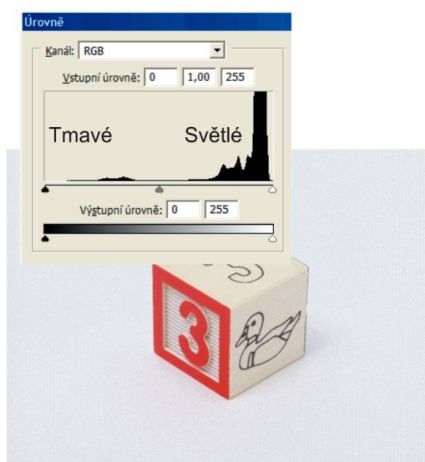 Úrovně
Kanál: RGB
Vstupní úrovně: 0 1,00 255
Tmavé Světlé
Výstupní úrovně: 0 255
3